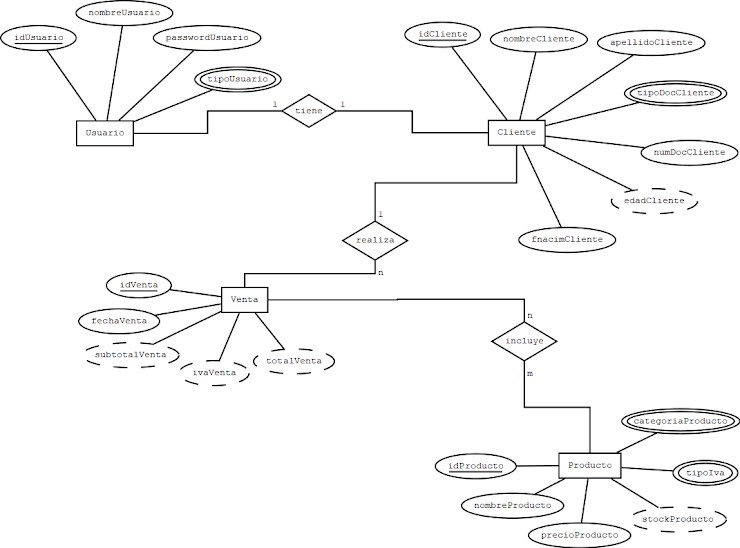 nombreUsuario
idUsuario
passwordUsuario
tipoUsuario
Usuario
1
tiene
1
idCliente
nombreCliente
apellidoCliente
tipoDocCliente
Cliente
numDocCliente
edadCliente
fnacimCliente
1
realiza
n
idVenta
Venta
fechaVenta
subtotalVenta
ivaVenta
totalVenta
n
incluye
m
categoriaProducto
idProducto
Producto
tipoIva
nombreProducto
stockProducto
precioProducto